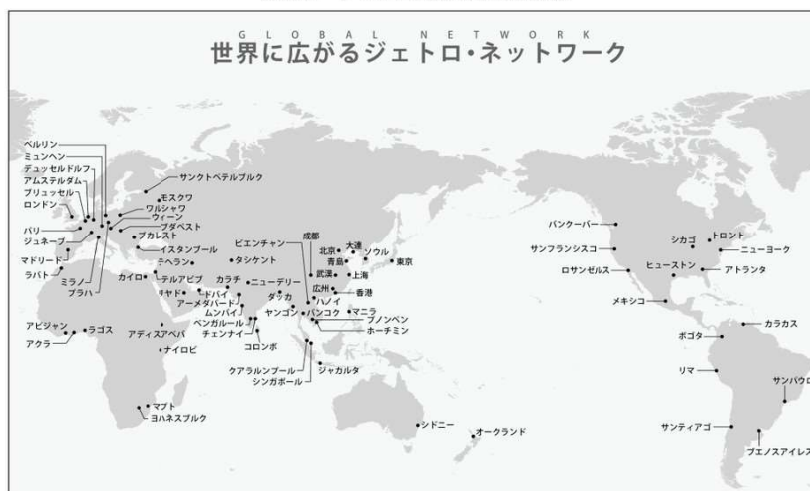 GLOBAL NETWORK
世界に広がるジェトロ・ネットワーク
ベルリン
ミュンヘン
デュッセルドルフ
アムステルダム
ブリュッセル
ロンドン
パリ
ジュネーブ
マドリード
ラバト
ミラノ
プラハ
サンクトペテルブルク
モスクワ
ワルシャワ
ウィーン
ブダペスト
ブカレスト
イスタンブール
テヘラン
タシケント
カイロ
テルアビブ
リヤド
ドバイ
カラチ
ニューデリー
アーメダバード
ムンバイ
ベンガルール
チェンナイ
コロンボ
ダッカ
ヤンゴン
ビエンチャン
成都
北京
大連
ソウル
青島
東京
武漢
上海
広州
香港
ハノイ
バンコク
マニラ
プノンペン
ホーチミン
クアラルンプール
シンガポール
ジャカルタ
アビジャン
ラゴス
アクラ
アディスアベバ
ナイロビ
マプト
ヨハネスブルク
シドニー
オークランド
バンクーバー
サンフランシスコ
ロサンゼルス
シカゴ
トロント
ニューヨーク
ヒューストン
アトランタ
メキシコ
カラカス
ボゴタ
リマ
サンパウロ
サンティアゴ
ブエノスアイレス